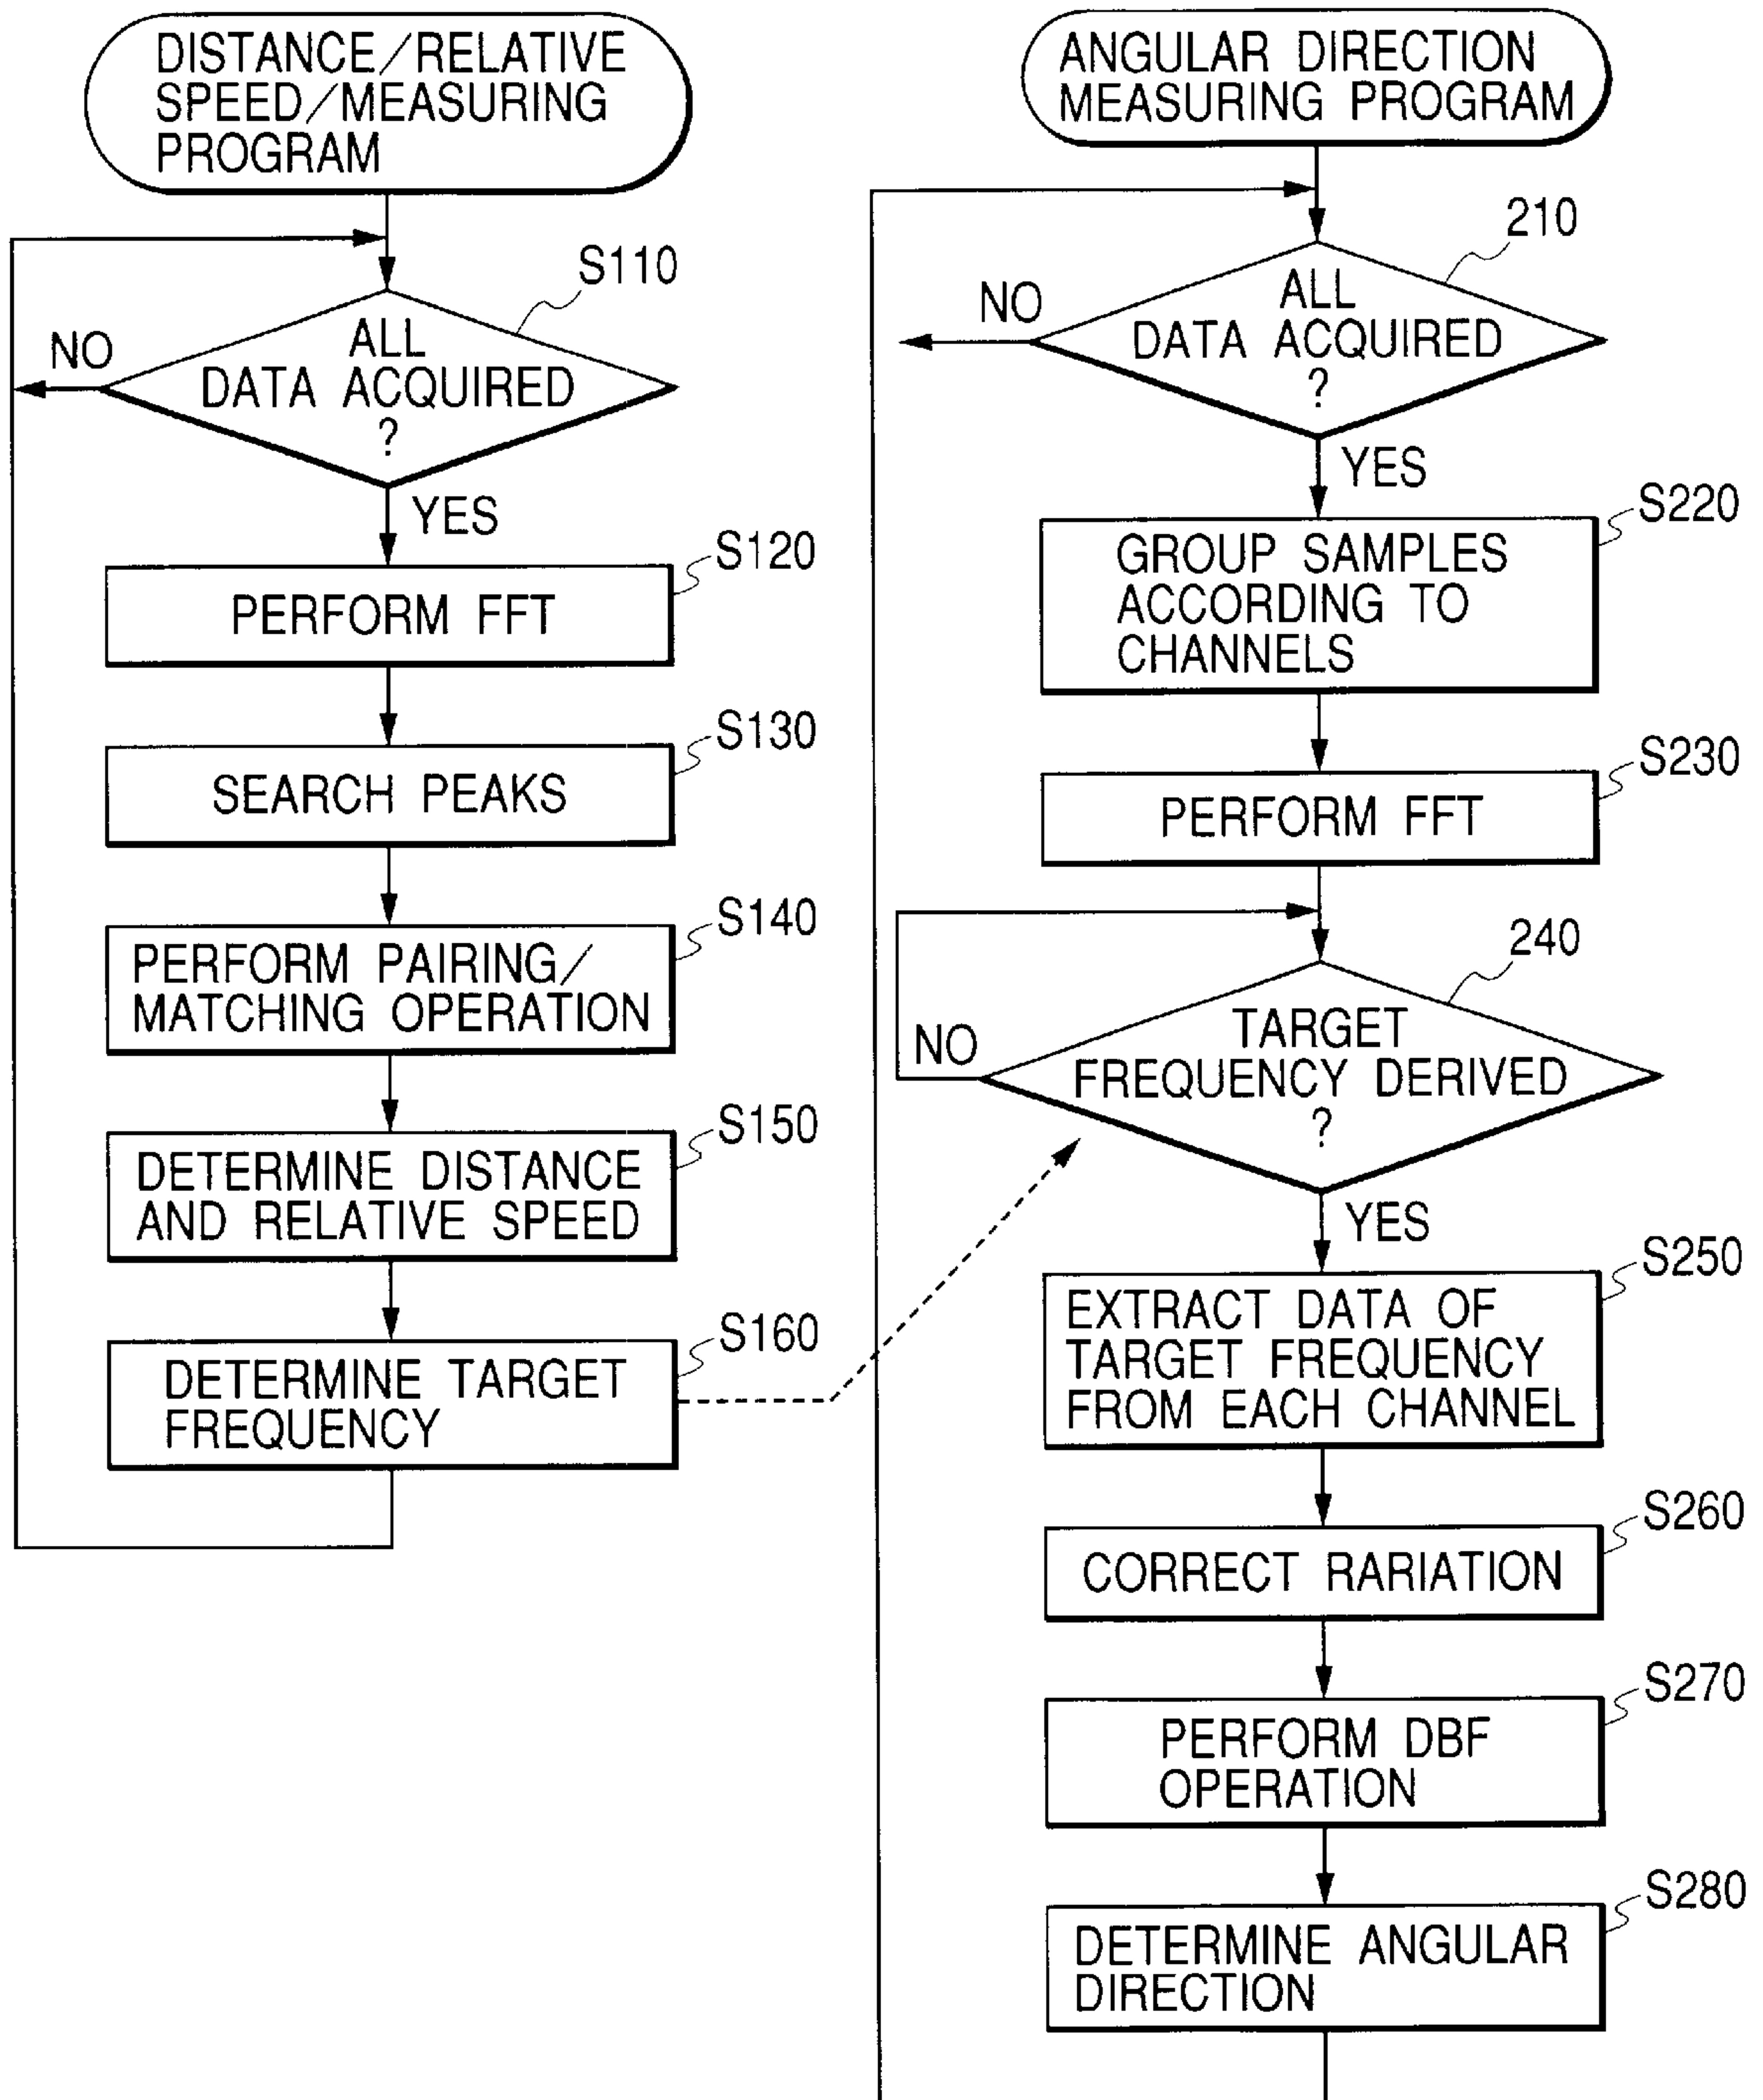 DISTANCE/RELATIVE
SPEED/MEASURING
PROGRAM
S110
NO
ALL
DATA ACQUIRED
?
YES
S120
PERFORM FFT
S130
SEARCH PEAKS
S140
PERFORM PAIRING/
MATCHING OPERATION
S150
DETERMINE DISTANCE
AND RELATIVE SPEED
S160
DETERMINE TARGET
FREQUENCY
ANGULAR DIRECTION
MEASURING PROGRAM
210
NO
ALL
DATA ACQUIRED
?
YES
S220
GROUP SAMPLES
ACCORDING TO
CHANNELS
S230
PERFORM FFT
240
NO
TARGET
FREQUENCY DERIVED
?
YES
S250
EXTRACT DATA OF
TARGET FREQUENCY
FROM EACH CHANNEL
S260
CORRECT RARIATION
S270
PERFORM DBF
OPERATION
S280
DETERMINE ANGULAR
DIRECTION